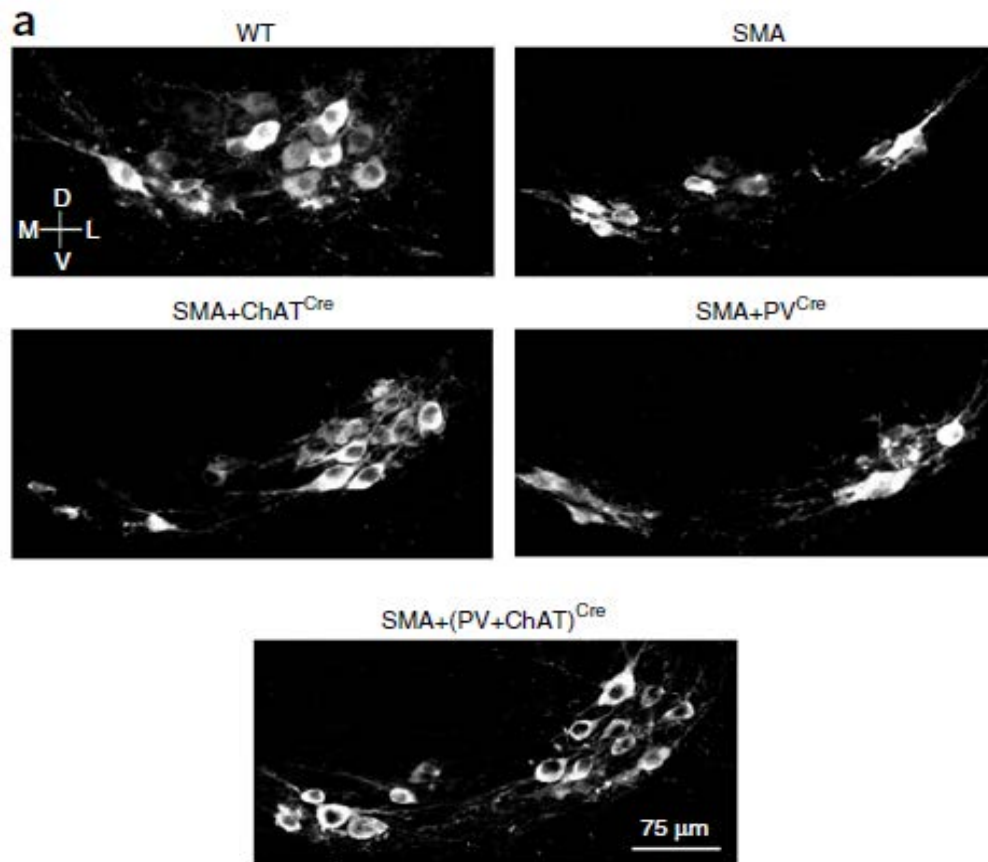 a
WT
SMA
D
M L
V
SMA+ChAT^Cre
SMA+PV^Cre
SMA+(PV+ChAT)^Cre
75 µm